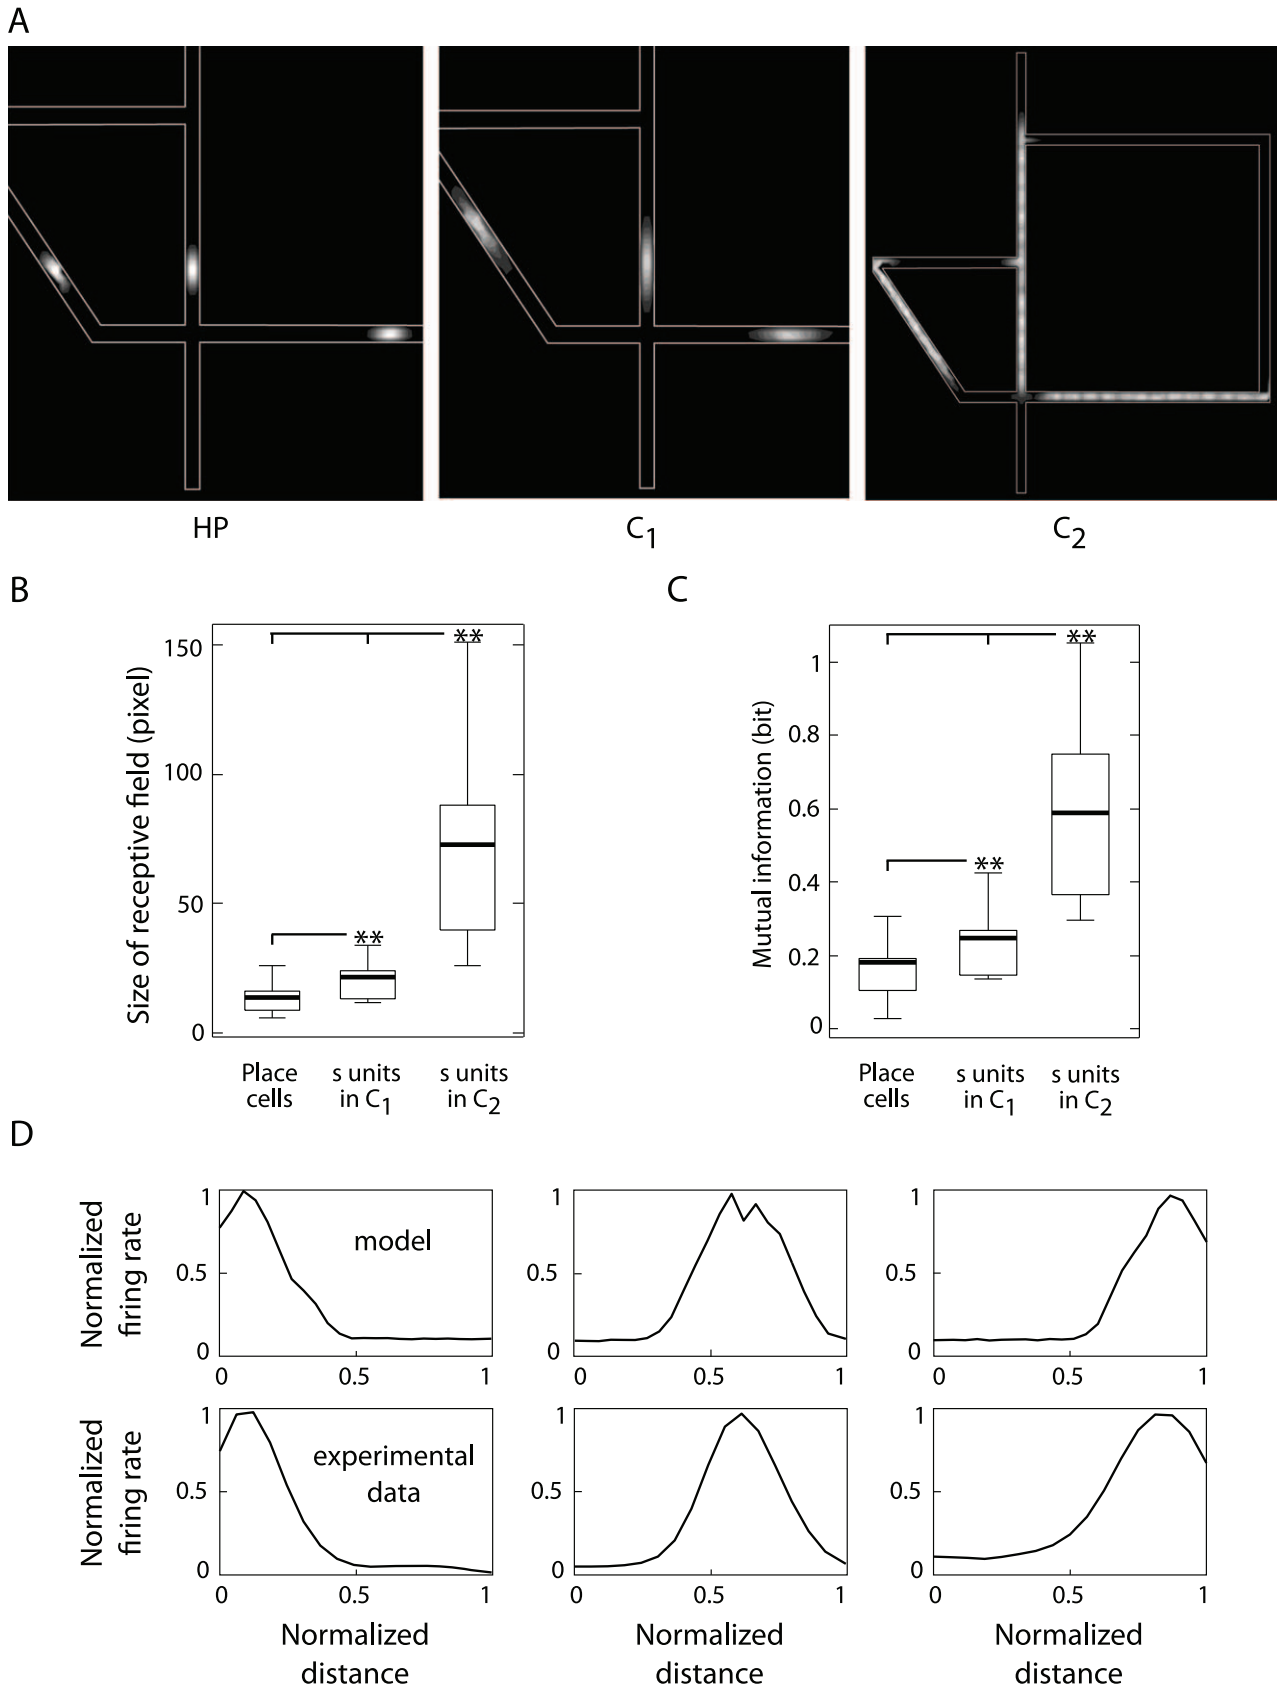 A
HP
C1
C2
B
C
Size of receptive field (pixel)
150
100
50
0
**
**
Place cells
s units in C1
s units in C2
Mutual information (bit)
1
0.8
0.6
0.4
0.2
0
**
**
Place cells
s units in C1
s units in C2
D
Normalized firing rate
1
0.5
0
model
0
0.5
1
1
0.5
0
0
0.5
1
1
0.5
0
0
0.5
1
Normalized firing rate
1
0.5
0
experimental data
0
0.5
1
1
0.5
0
0
0.5
1
1
0.5
0
0
0.5
1
Normalized distance
Normalized distance
Normalized distance